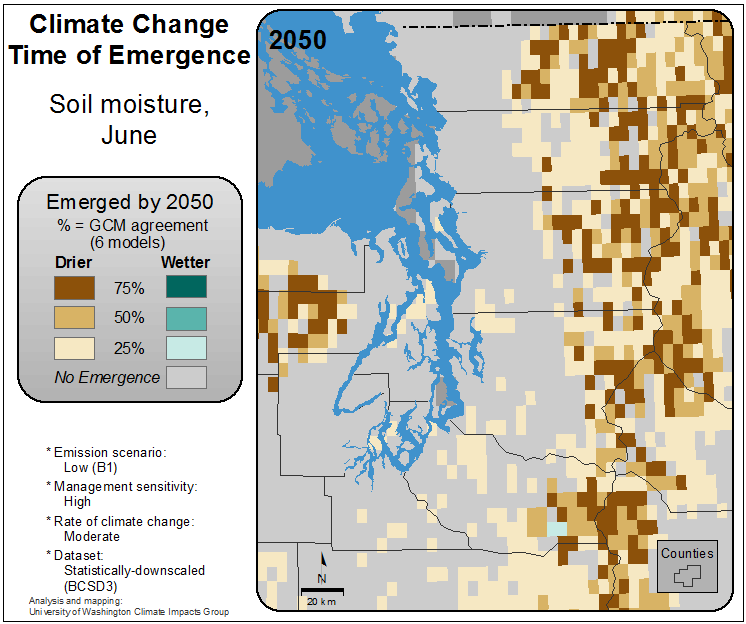 Climate Change
Time of Emergence
Soil moisture,
June
Emerged by 2050
% = GCM agreement
(6 models)
Drier Wetter
75%
50%
25%
No Emergence
* Emission scenario:
Low (B1)
* Management sensitivity:
High
* Rate of climate change:
Moderate
* Dataset:
Statistically-downscaled
(BCSD3)
Analysis and mapping:
University of Washington Climate Impacts Group
2050
N
20 km
Counties